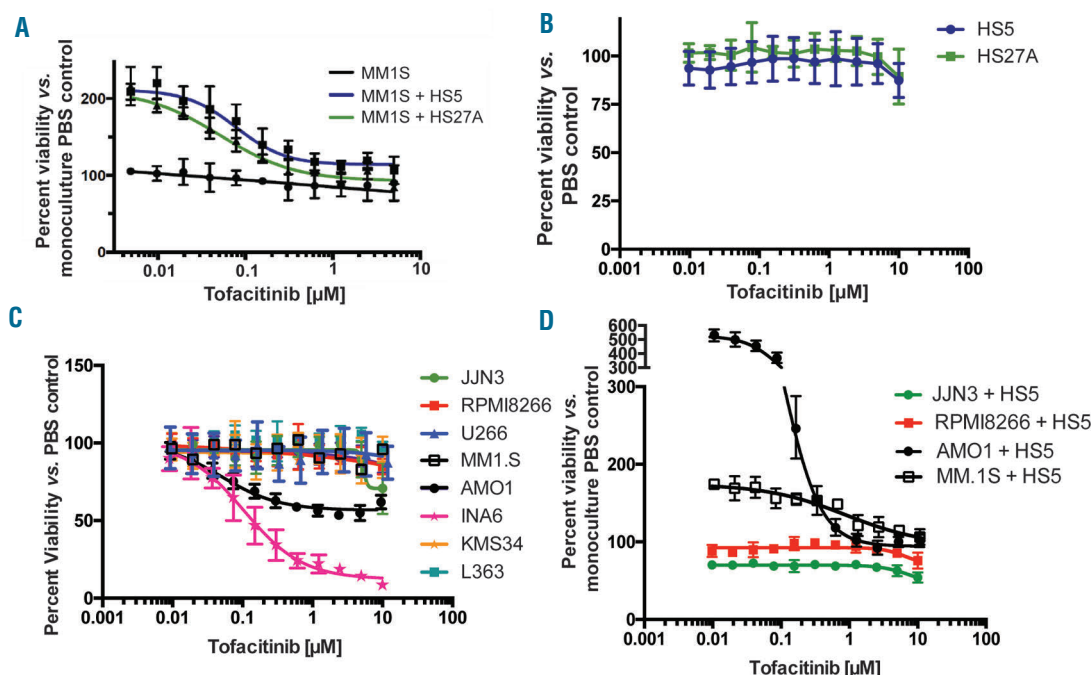 A
Percent viability vs.
monoculuture PBS control
200
100
0
0.01
0.1
1
10
Tofacitinib [µM]
MM1S
MM1S + HS5
MM1S + HS27A
B
Percent viability vs.
PBS control
100
75
50
25
0
0.001
0.01
0.1
1
10
100
Tofacitinib [µM]
HS5
HS27A
C
Percent Viability vs. PBS control
150
100
50
0
0.001
0.01
0.1
1
10
100
Tofacitinib [µM]
JJN3
RPMI8266
U266
MM1.S
AMO1
INA6
KMS34
L363
D
Percent viability vs.
monoculture PBS control
600
500
400
300
300
200
100
0
0.001
0.01
0.1
1
10
100
Tofacitinib [µM]
JJN3 + HS5
RPMI8266 + HS5
AMO1 + HS5
MM.1S + HS5